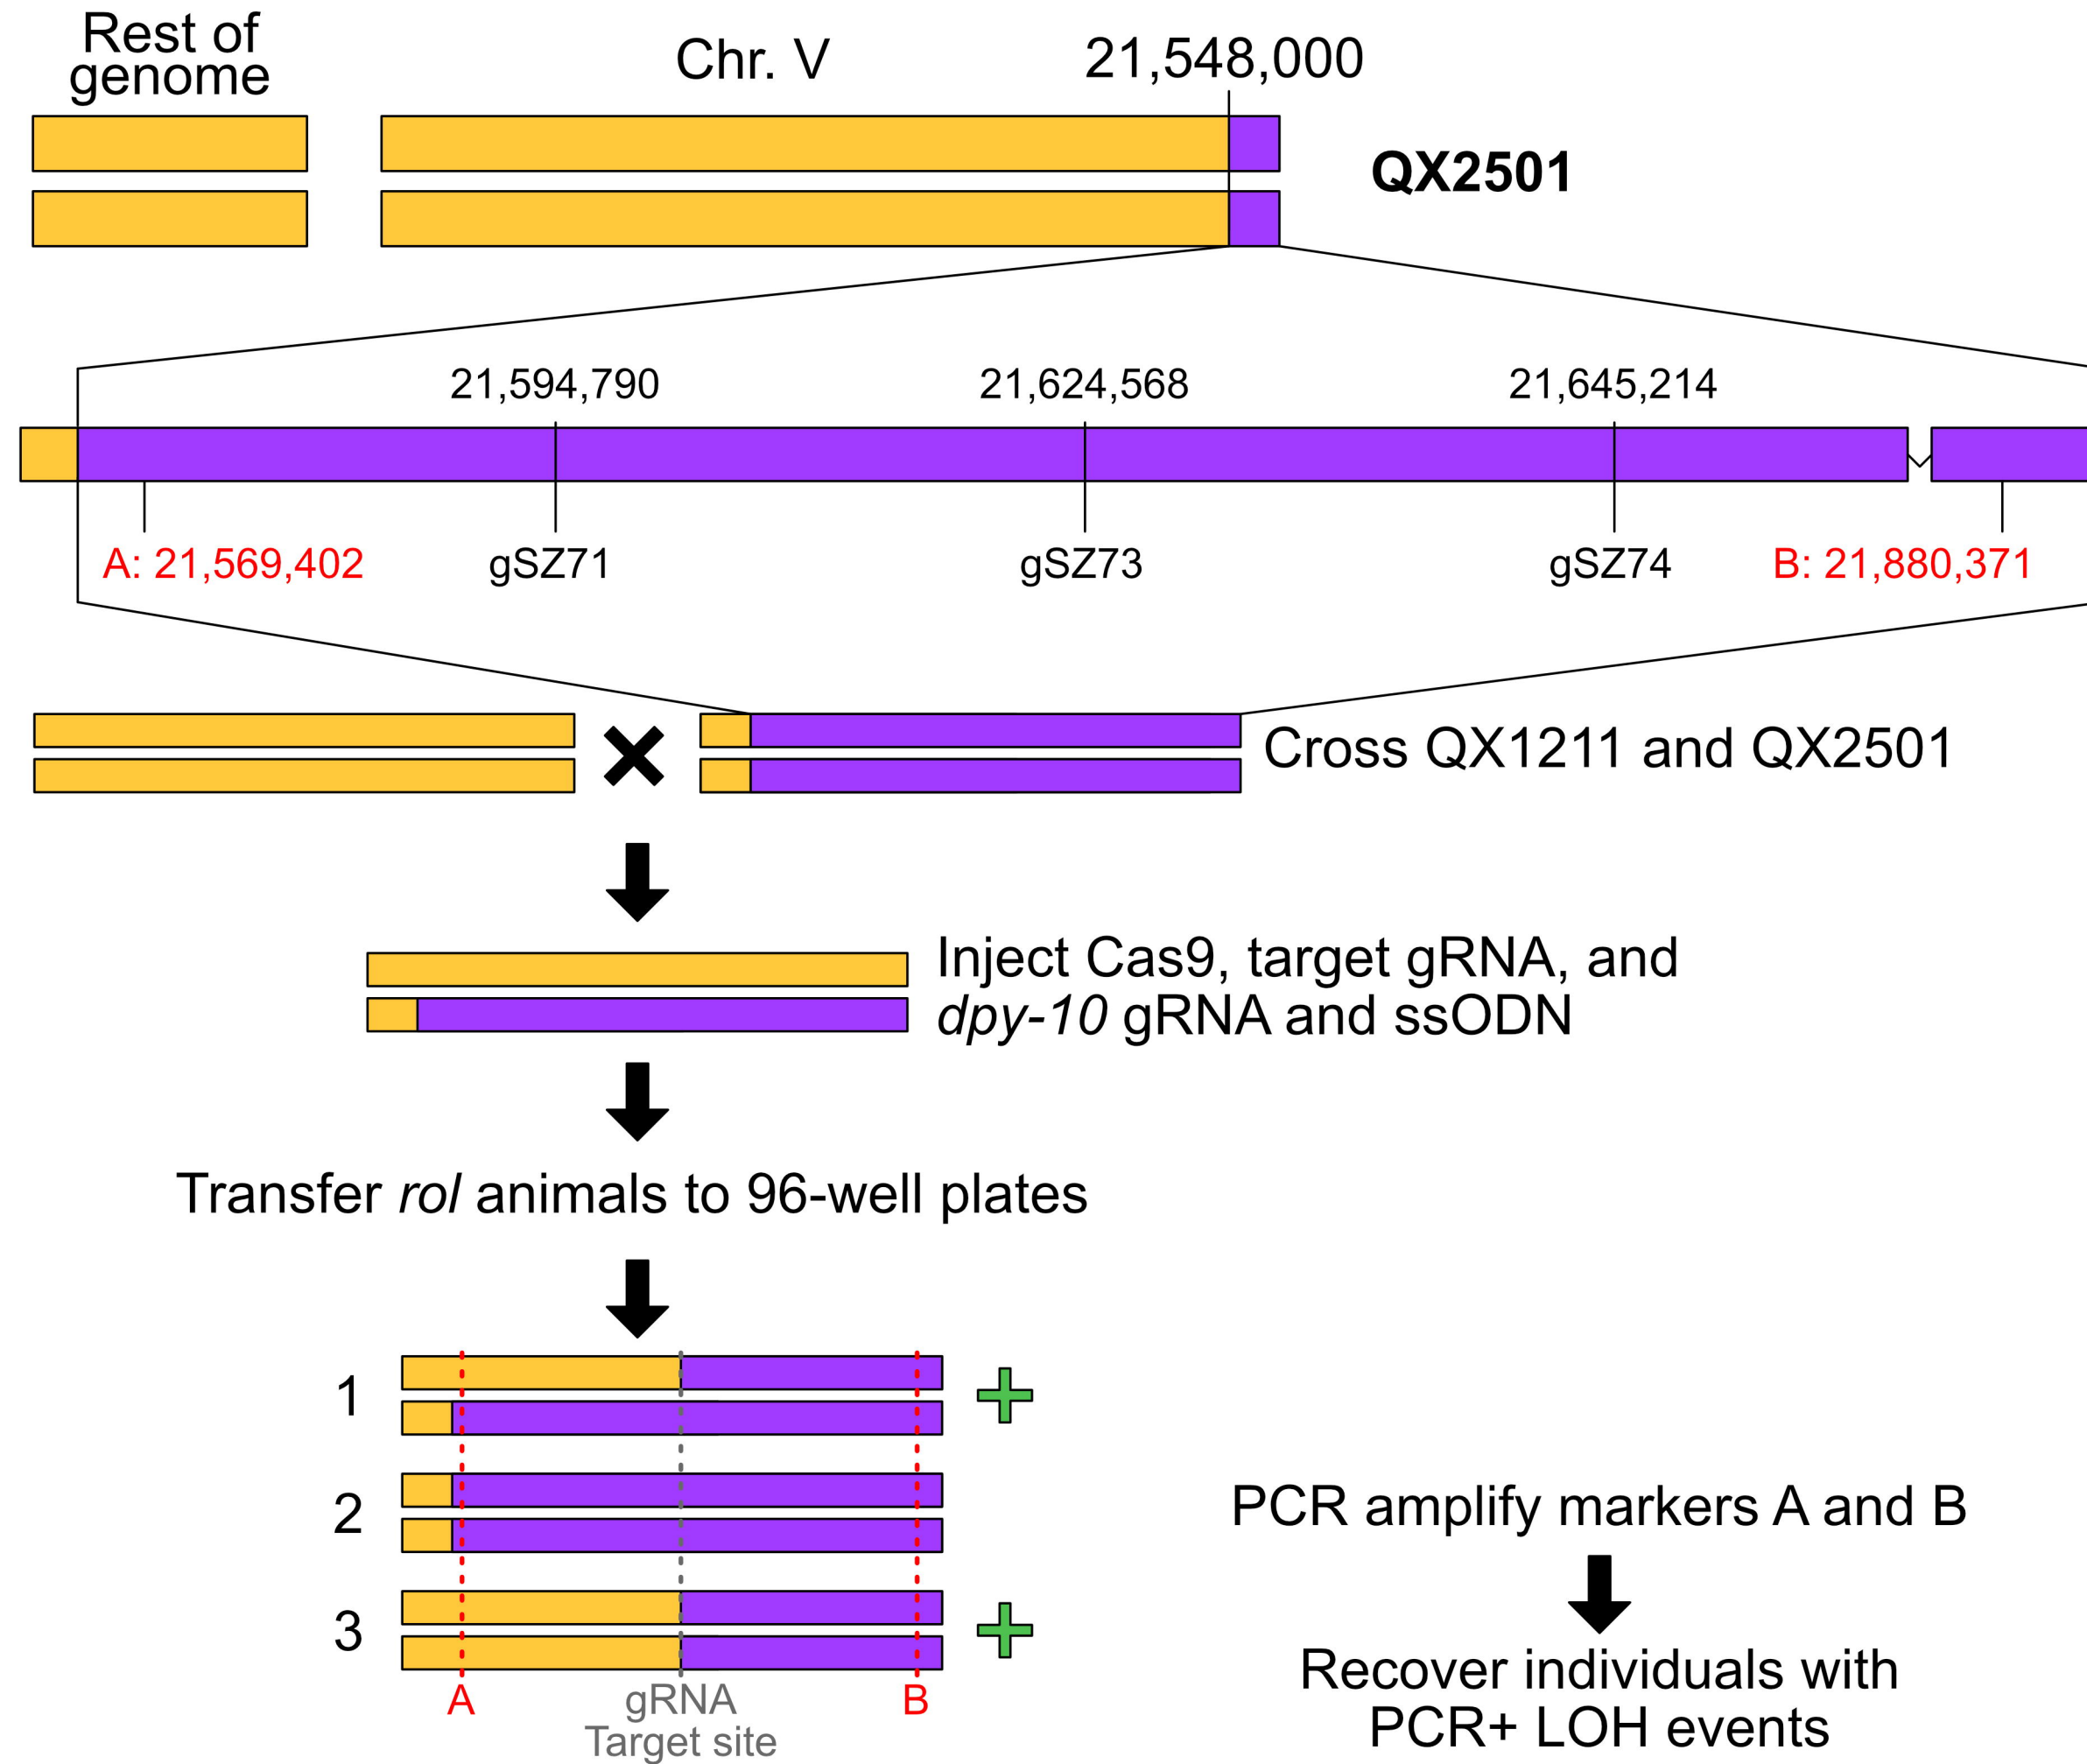 Rest of
genome
Chr. V
21,548,000
QX2501
21,594,790
21,624,568
21,645,214
A: 21,569,402
gSZ71
gSZ73
gSZ74
B: 21,880,371
Cross QX1211 and QX2501
Inject Cas9, target gRNA, and
dpy-10 gRNA and ssODN
Transfer rol animals to 96-well plates
1
2
3
A
gRNA
Target site
B
PCR amplify markers A and B
Recover individuals with
PCR+ LOH events